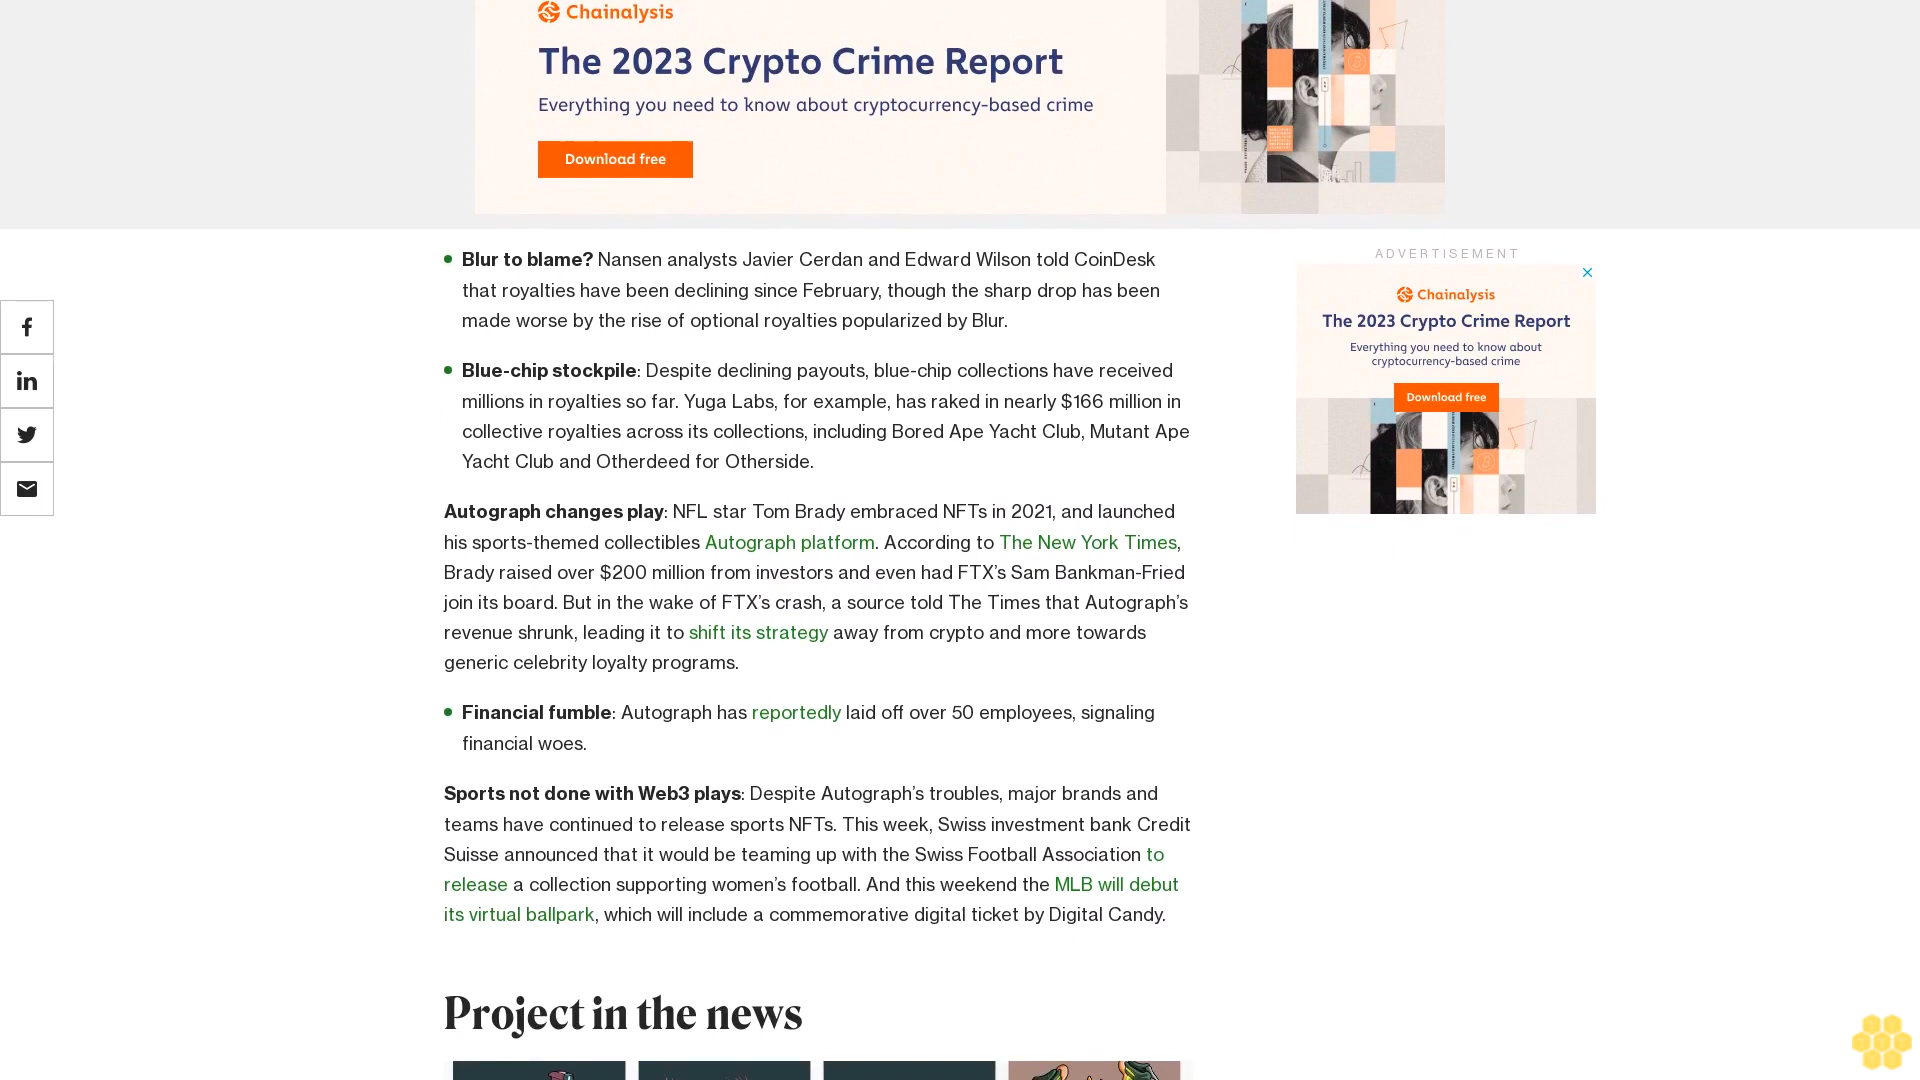 Chainalysis
The 2023 Crypto Crime Report
Everything you need to know about cryptocurrency-based crime
Download free
Blur to blame? Nansen analysts Javier Cerdan and Edward Wilson told CoinDesk
that royalties have been declining since February, though the sharp drop has been
made worse by the rise of optional royalties popularized by Blur.
Blue-chip stockpile: Despite declining payouts, blue-chip collections have received
millions in royalties so far. Yuga Labs, for example, has raked in nearly $166 million in
collective royalties across its collections, including Bored Ape Yacht Club, Mutant Ape
Yacht Club and Otherdeed for Otherside.
Autograph changes play: NFL star Tom Brady embraced NFTs in 2021, and launched
his sports-themed collectibles Autograph platform. According to The New York Times,
Brady raised over $200 million from investors and even had FTX’s Sam Bankman-Fried
join its board. But in the wake of FTX’s crash, a source told The Times that Autograph’s
revenue shrunk, leading it to shift its strategy away from crypto and more towards
generic celebrity loyalty programs.
Financial fumble: Autograph has reportedly laid off over 50 employees, signaling
financial woes.
Sports not done with Web3 plays: Despite Autograph’s troubles, major brands and
teams have continued to release sports NFTs. This week, Swiss investment bank Credit
Suisse announced that it would be teaming up with the Swiss Football Association to
release a collection supporting women’s football. And this weekend the MLB will debut
its virtual ballpark, which will include a commemorative digital ticket by Digital Candy.
Project in the news
ADVERTISEMENT
Chainalysis
The 2023 Crypto Crime Report
Everything you need to know about
cryptocurrency-based crime
Download free